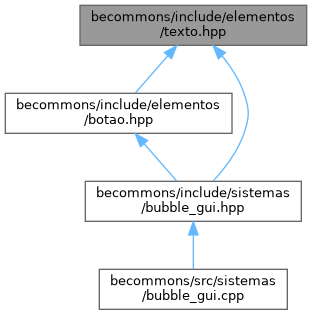 becommons/include/elementos
/texto.hpp
becommons/include/elementos
/botao.hpp
becommons/include/sistemas
/bubble_gui.hpp
becommons/src/sistemas
/bubble_gui.cpp